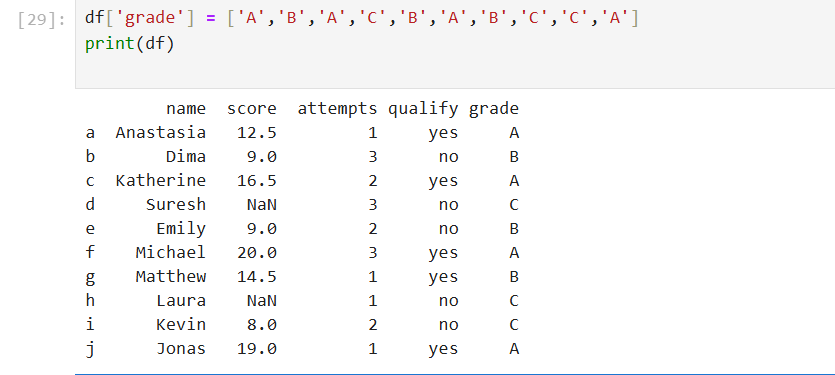 [29]: df['grade'] = ['A','B','A','C','B','A','B','C','C','A']
print(df)
name score attempts qualify grade
a Anastasia 12.5 1 yes A
b Dima 9.0 3 no B
c Katherine 16.5 2 yes A
d Suresh NaN 3 no C
e Emily 9.0 2 no B
f Michael 20.0 3 yes A
g Matthew 14.5 1 yes B
h Laura NaN 1 no C
i Kevin 8.0 2 no C
j Jonas 19.0 1 yes A